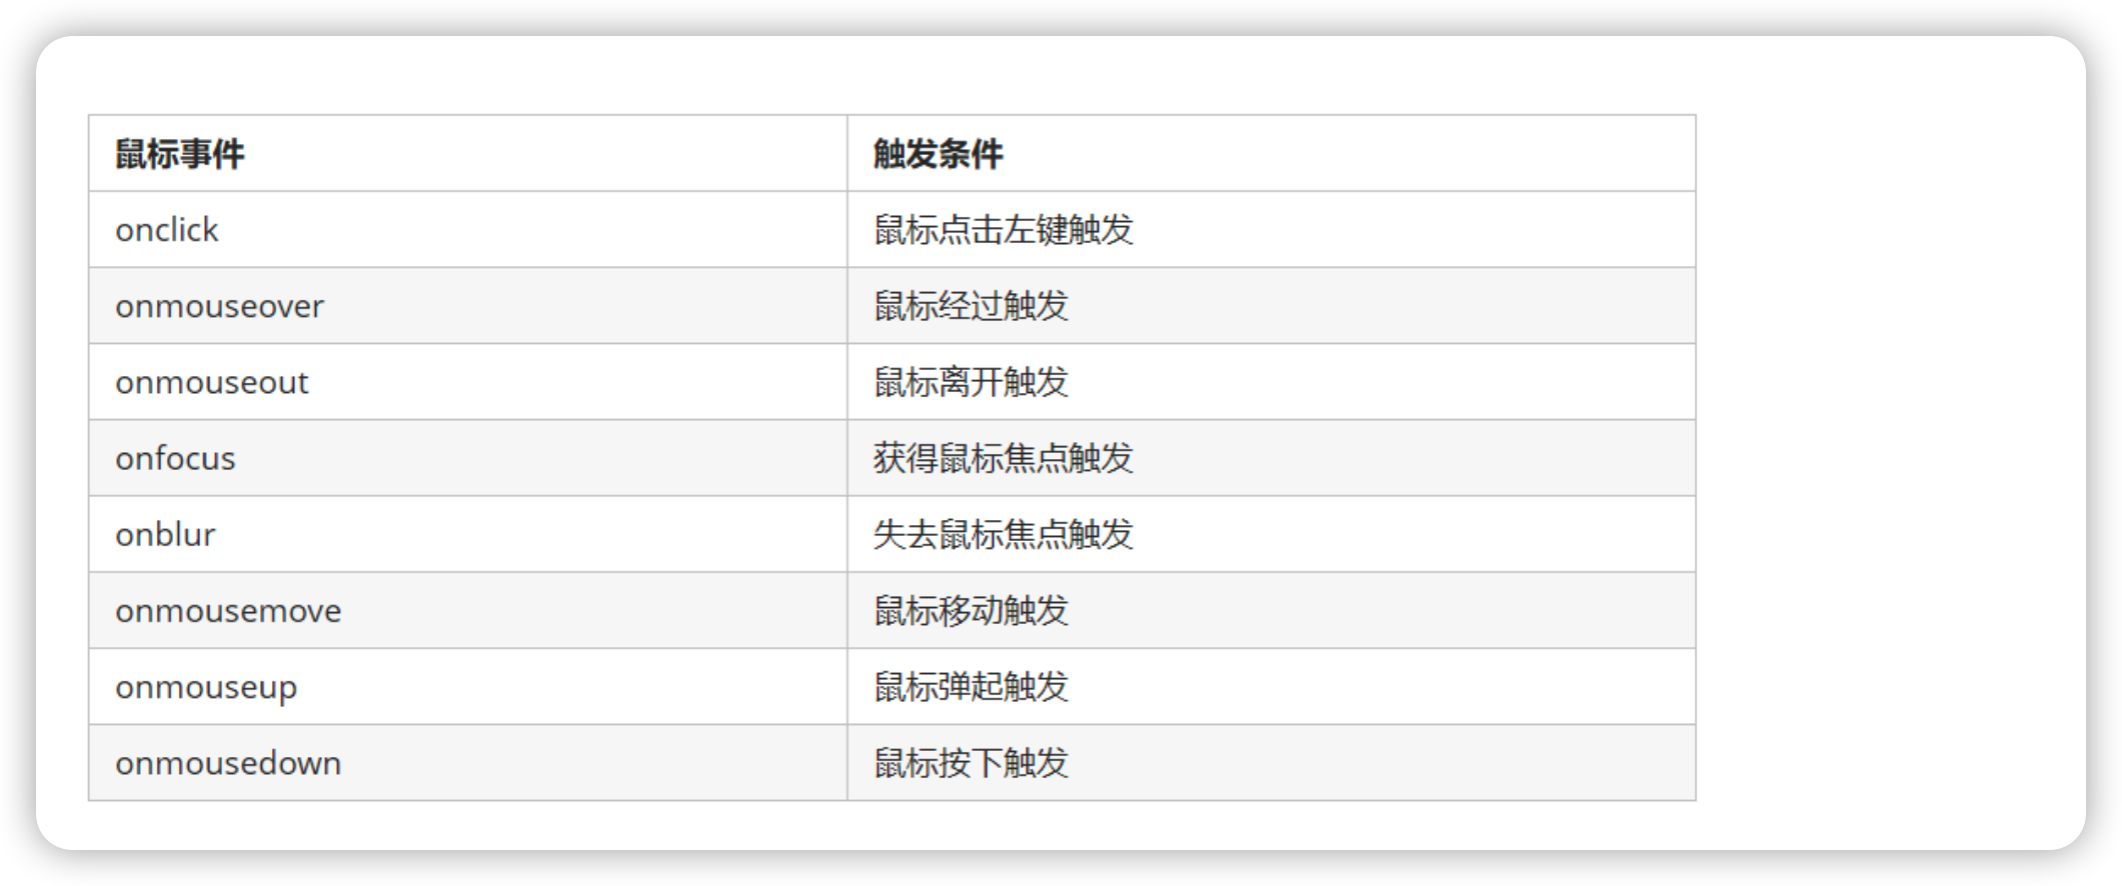 鼠标事件 触发条件
onclick 鼠标点击左键触发
onmouseover 鼠标经过触发
onmouseout 鼠标离开触发
onfocus 获得鼠标焦点触发
onblur 失去鼠标焦点触发
onmousemove 鼠标移动触发
onmouseup 鼠标弹起触发
onmousedown 鼠标按下触发